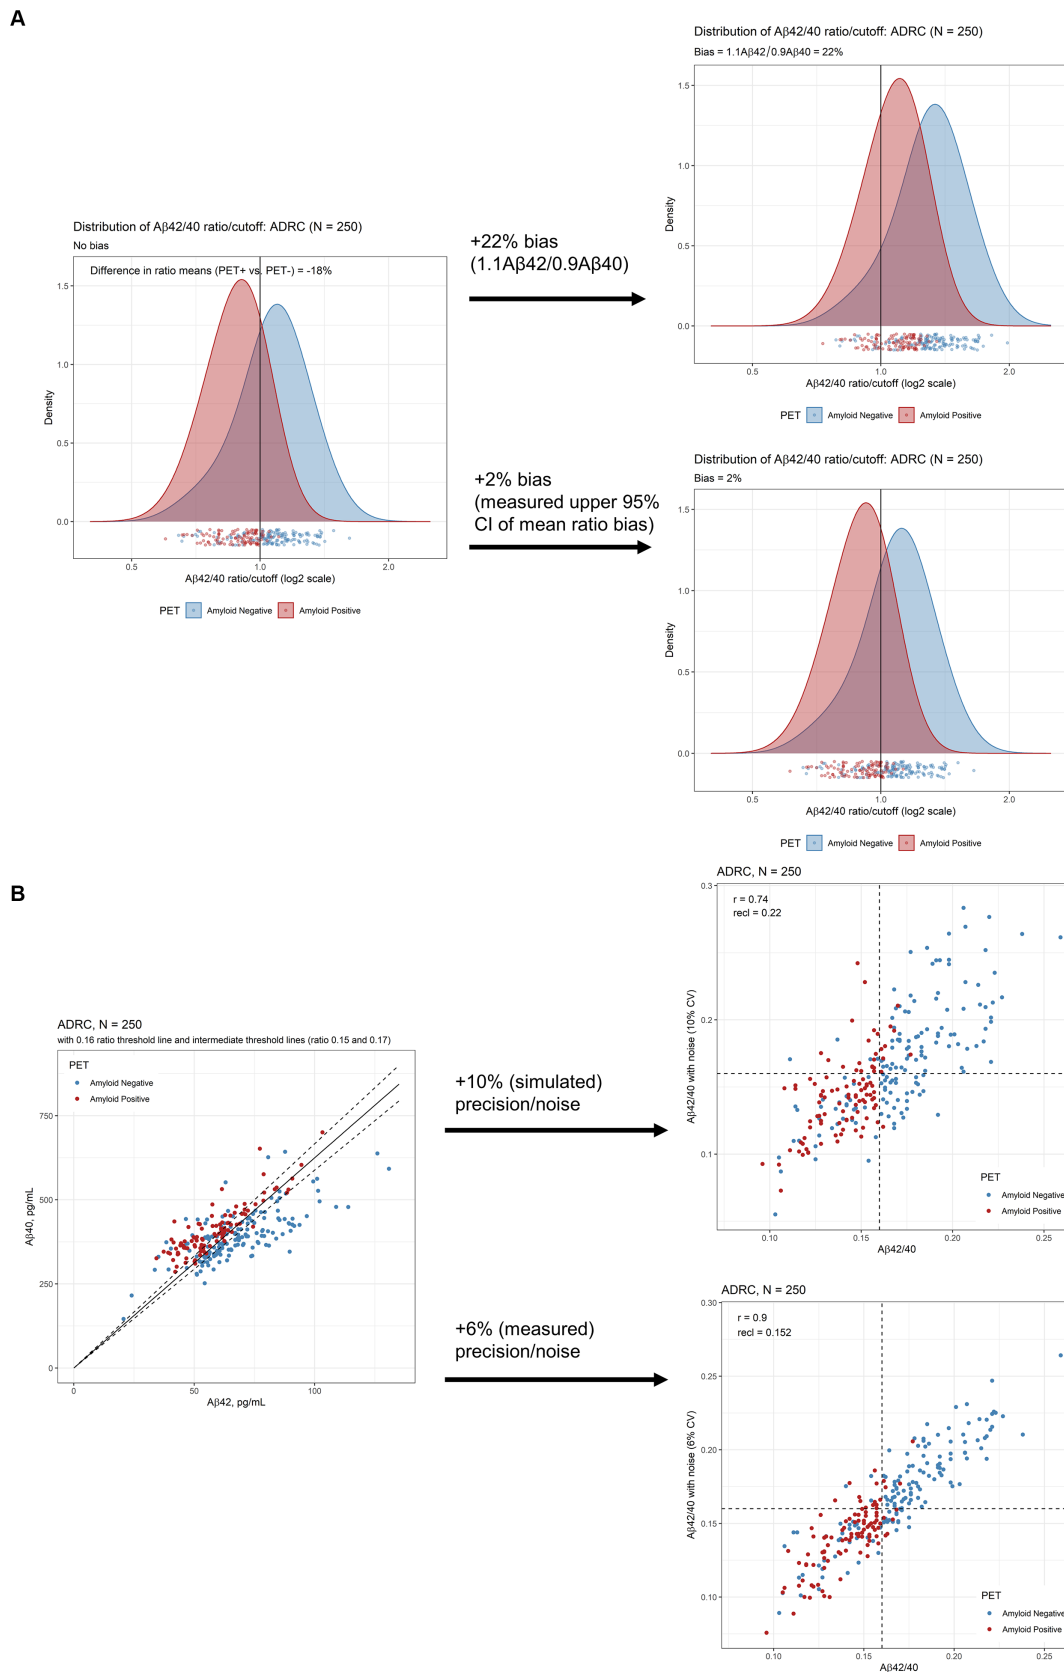 A
Distribution of Aβ42/40 ratio/cutoff: ADRC (N = 250)
No bias
Difference in ratio means (PET+ vs. PET-) = -18%
1.5
1.0
0.5
0.0
Density
0.5
1.0
2.0
Aβ42/40 ratio/cutoff (log2 scale)
PET
Amyloid Negative
Amyloid Positive
+22% bias
(1.1Aβ42/0.9Aβ40)
Distribution of Aβ42/40 ratio/cutoff: ADRC (N = 250)
Bias = 1.1Aβ42/0.9Aβ40 = 22%
1.5
1.0
0.5
0.0
Density
0.5
1.0
2.0
Aβ42/40 ratio/cutoff (log2 scale)
PET
Amyloid Negative
Amyloid Positive
+2% bias
(measured upper 95%
CI of mean ratio bias)
Distribution of Aβ42/40 ratio/cutoff: ADRC (N = 250)
Bias = 2%
1.5
1.0
0.5
0.0
Density
0.5
1.0
2.0
Aβ42/40 ratio/cutoff (log2 scale)
PET
Amyloid Negative
Amyloid Positive
B
ADRC, N = 250
with 0.16 ratio threshold line and intermediate threshold lines (ratio 0.15 and 0.17)
PET
Amyloid Negative
Amyloid Positive
750
500
250
0
Aβ40, pg/mL
0
50
100
Aβ42, pg/mL
+10% (simulated)
precision/noise
ADRC, N = 250
r = 0.74
recl = 0.22
0.3
0.2
0.1
Aβ42/40 with noise (10% CV)
PET
Amyloid Negative
Amyloid Positive
0.10
0.15
0.20
0.25
Aβ42/40
+6% (measured)
precision/noise
ADRC, N = 250
r = 0.9
recl = 0.152
0.30
0.25
0.20
0.15
0.10
Aβ42/40 with noise (6% CV)
PET
Amyloid Negative
Amyloid Positive
0.10
0.15
0.20
0.25
Aβ42/40